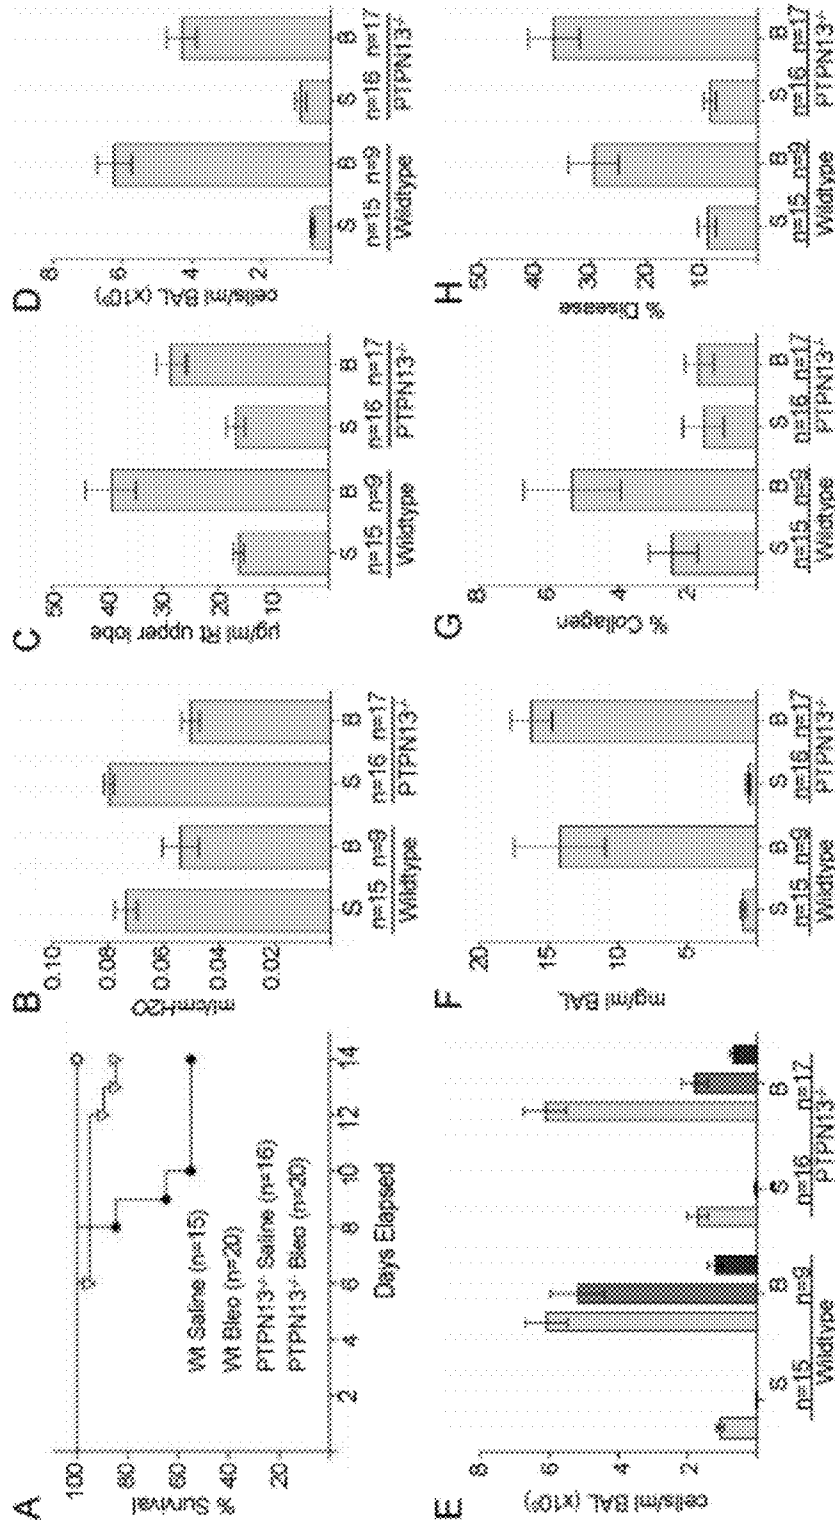 A
% Survival
100
80
60
40
20
Wt Saline (n=15)
Wt Bleo (n=20)
PTPN13-/- Saline (n=16)
PTPN13-/- Bleo (n=20)
2 4 6 8 10 12 14
Days Elapsed
B
ml/cmH2O
0.10
0.08
0.06
0.04
0.02
S B S B
n=15 n=9 n=16 n=17
Wildtype PTPN13-/-
C
µg/ml Rt upper lobe
50
40
30
20
10
S B S B
n=15 n=9 n=16 n=17
Wildtype PTPN13-/-
D
cells/ml BAL (x10⁵)
8
6
4
2
S B S B
n=15 n=9 n=16 n=17
Wildtype PTPN13-/-
E
cells/ml BAL (x10⁵)
8
6
4
2
S B S B
n=15 n=9 n=16 n=17
Wildtype PTPN13-/-
F
mg/ml BAL
20
15
10
5
S B S B
n=15 n=9 n=16 n=17
Wildtype PTPN13-/-
G
% Collagen
8
6
4
2
S B S B
n=15 n=9 n=16 n=17
Wildtype PTPN13-/-
H
% Disease
50
40
30
20
10
S B S B
n=15 n=9 n=16 n=17
Wildtype PTPN13-/-